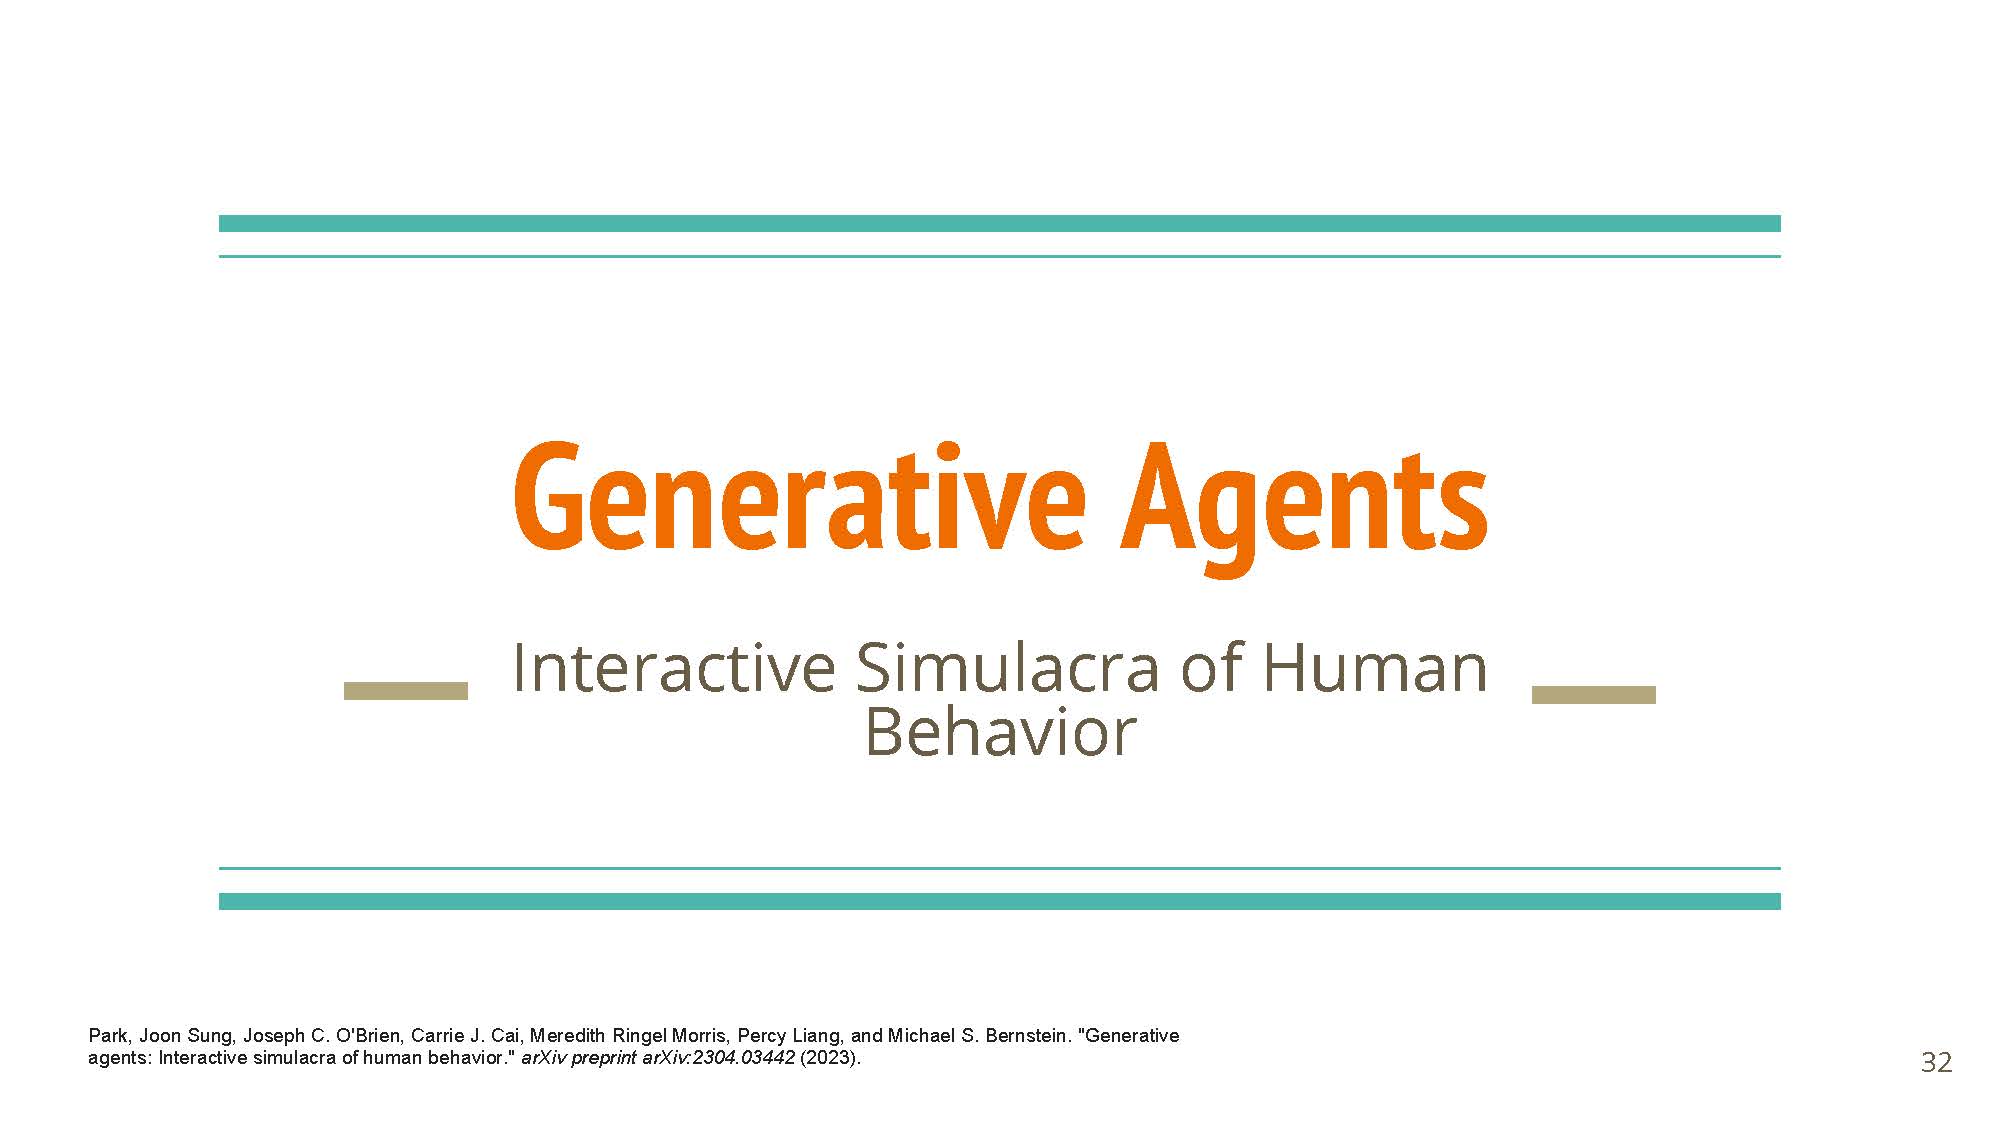 Generative Agents
Interactive Simulacra of Human
Behavior
Park, Joon Sung, Joseph C. O'Brien, Carrie J. Cai, Meredith Ringel Morris, Percy Liang, and Michael S. Bernstein. "Generative
agents: Interactive simulacra of human behavior." arXiv preprint arXiv:2304.03442 (2023).
32